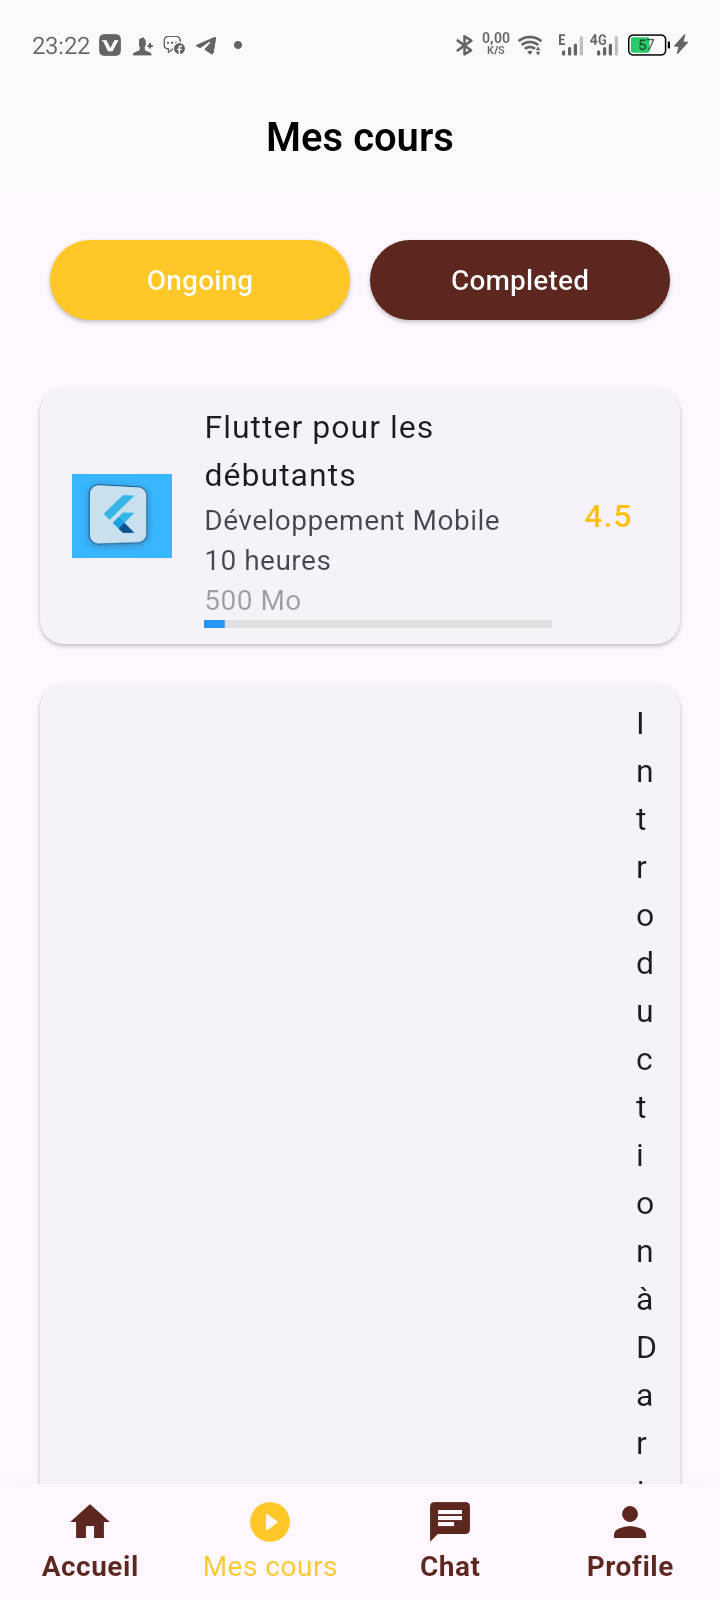 23:22
0,00
K/S
E
4G
57
Mes cours
Ongoing
Completed
Flutter pour les
débutants
Développement Mobile
10 heures
500 Mo
4.5
I
n
t
r
o
d
u
c
t
i
o
n
à
D
a
r
Accueil
Mes cours
Chat
Profile